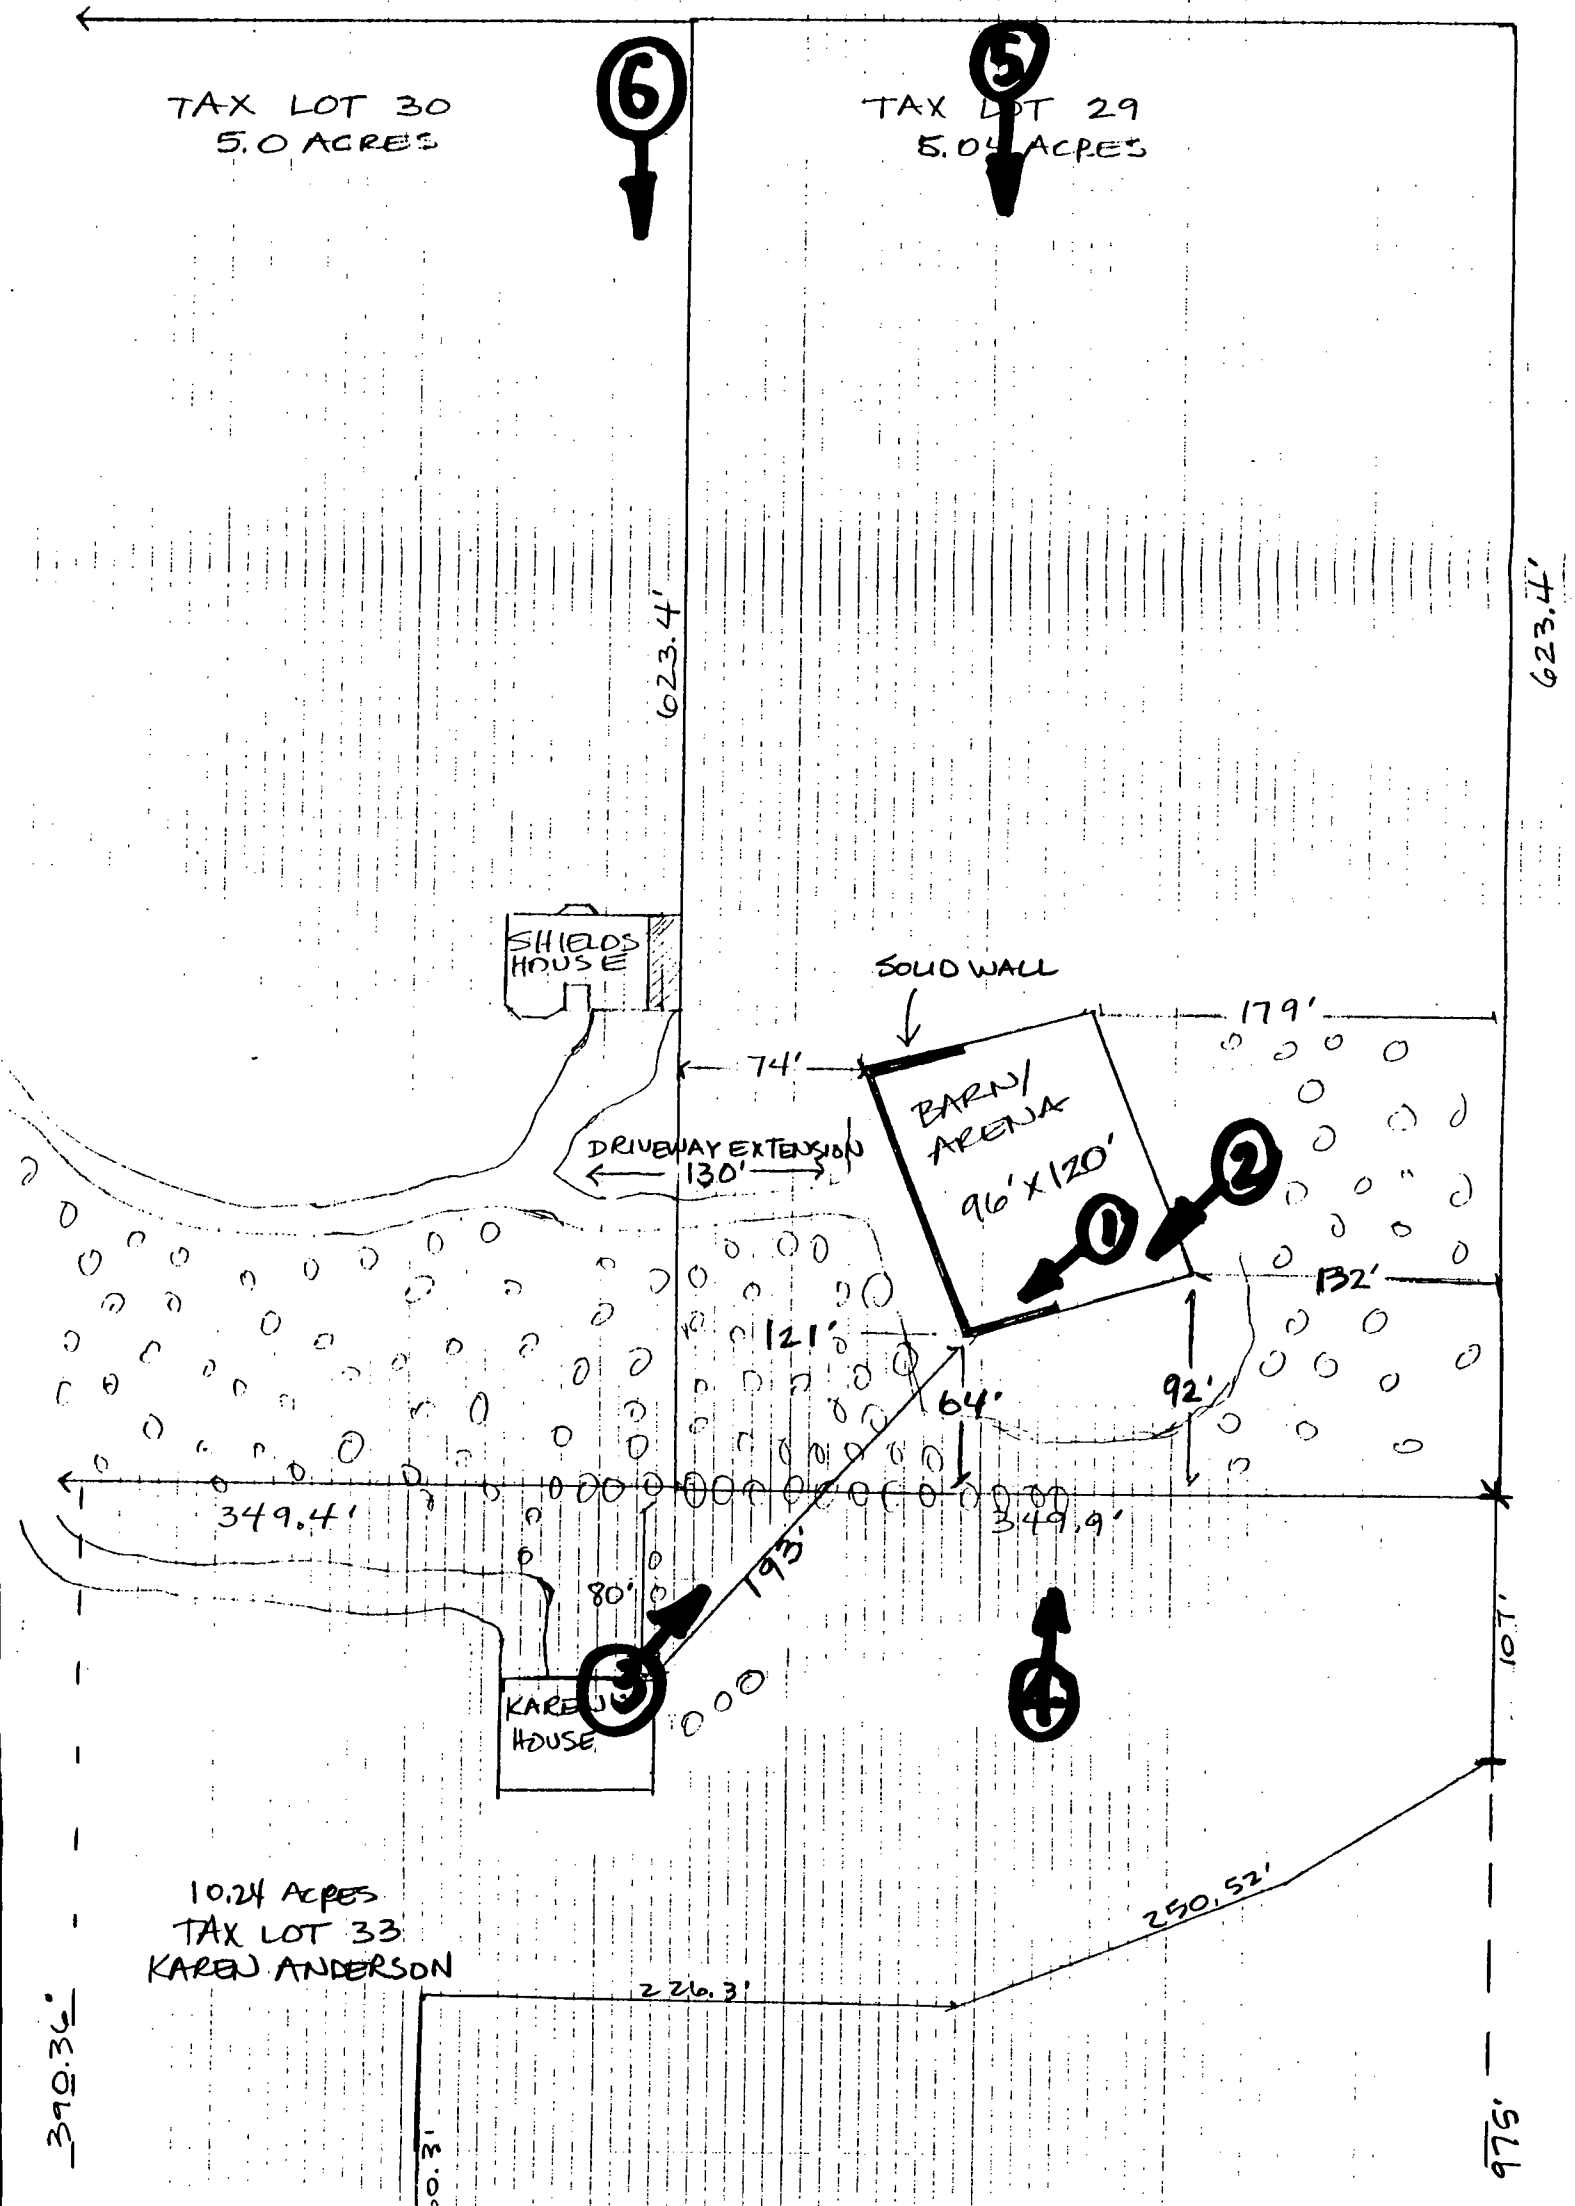 6
5
TAX LOT 30
5.0 ACRES
TAX LOT 29
5.04 ACRES
623.4'
623.4'
SHIELDS
HOUSE
SOLID WALL
179'
74'
BARN/
ARENA
96' X 120'
DRIVEWAY EXTENSION
130'
2
1
132'
121'
64'
92'
349.4'
349.9'
193'
80'
107'
3
4
KAREN
HOUSE
250.52'
10.24 ACRES
TAX LOT 33
KAREN ANDERSON
226.3'
390.36'
975'